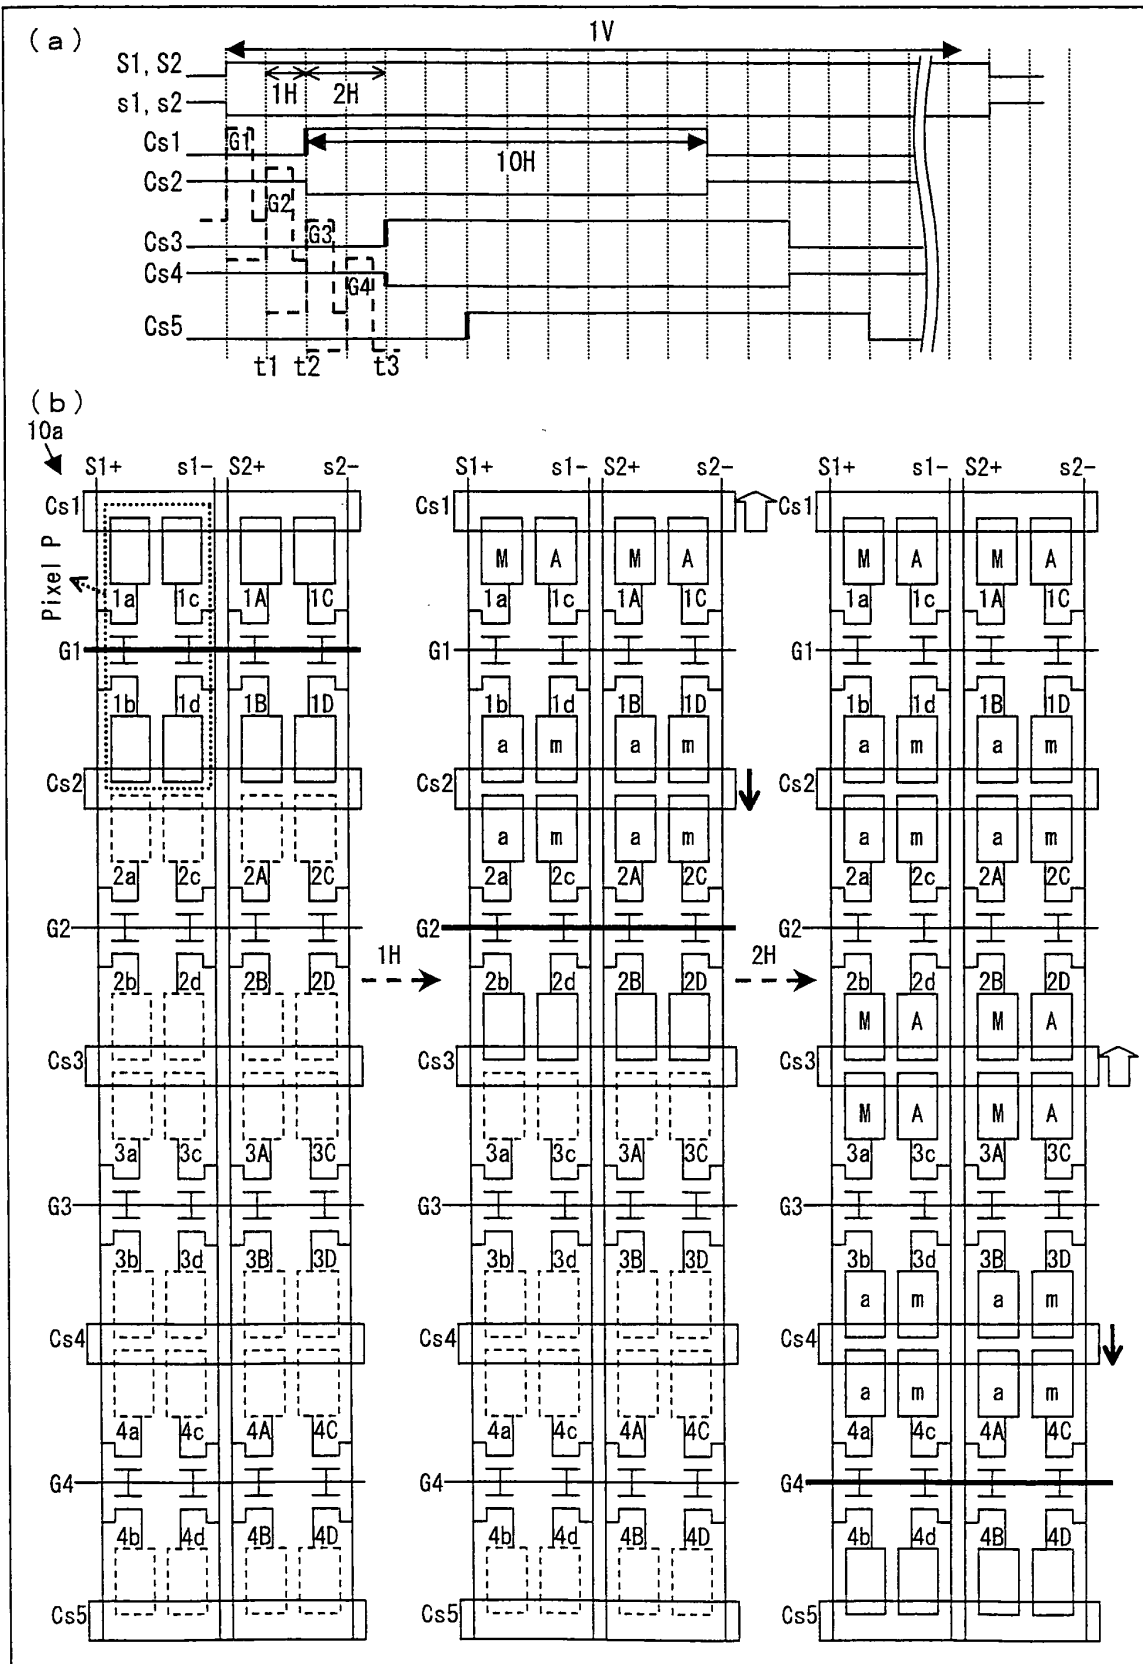 (a)
1V
S1, S2
1H 2H
s1, s2
Cs1 G1
10H
Cs2
G2
Cs3 G3
Cs4 G4
Cs5
t1 t2 t3
(b)
10a
S1+ s1- S2+ s2- S1+ s1- S2+ s2- S1+ s1- S2+ s2-
Cs1 Cs1 Cs1
Pixel P
M A M A M A M A
1a 1c 1A 1C 1a 1c 1A 1C 1a 1c 1A 1C
G1 G1 G1
1b 1d 1B 1D 1b 1d 1B 1D 1b 1d 1B 1D
a m a m a m a m
Cs2 Cs2 Cs2
a m a m a m a m
2a 2c 2A 2C 2a 2c 2A 2C 2a 2c 2A 2C
G2 G2 G2
1H 2H
2b 2d 2B 2D 2b 2d 2B 2D 2b 2d 2B 2D
M A M A
Cs3 Cs3 Cs3
M A M A
3a 3c 3A 3C 3a 3c 3A 3C 3a 3c 3A 3C
G3 G3 G3
3b 3d 3B 3D 3b 3d 3B 3D 3b 3d 3B 3D
a m a m
Cs4 Cs4 Cs4
a m a m
4a 4c 4A 4C 4a 4c 4A 4C 4a 4c 4A 4C
G4 G4 G4
4b 4d 4B 4D 4b 4d 4B 4D 4b 4d 4B 4D
Cs5 Cs5 Cs5